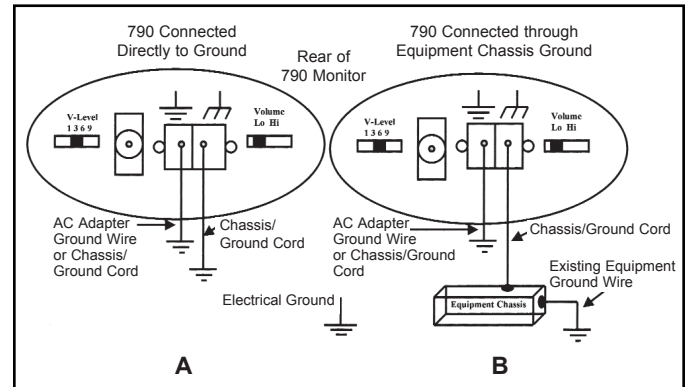 790 Connected
Directly to Ground
Rear of
790 Monitor
790 Connected through
Equipment Chassis Ground
V-Level
1 3 6 9
Volume
Lo Hi
V-Level
1 3 6 9
Volume
Lo Hi
AC Adapter
Ground Wire
or Chassis/
Ground Cord
Chassis/
Ground Cord
AC Adapter
Ground Wire
or Chassis/Ground
Cord
Chassis/Ground Cord
Existing Equipment
Ground Wire
Electrical Ground
Equipment Chassis
A
B